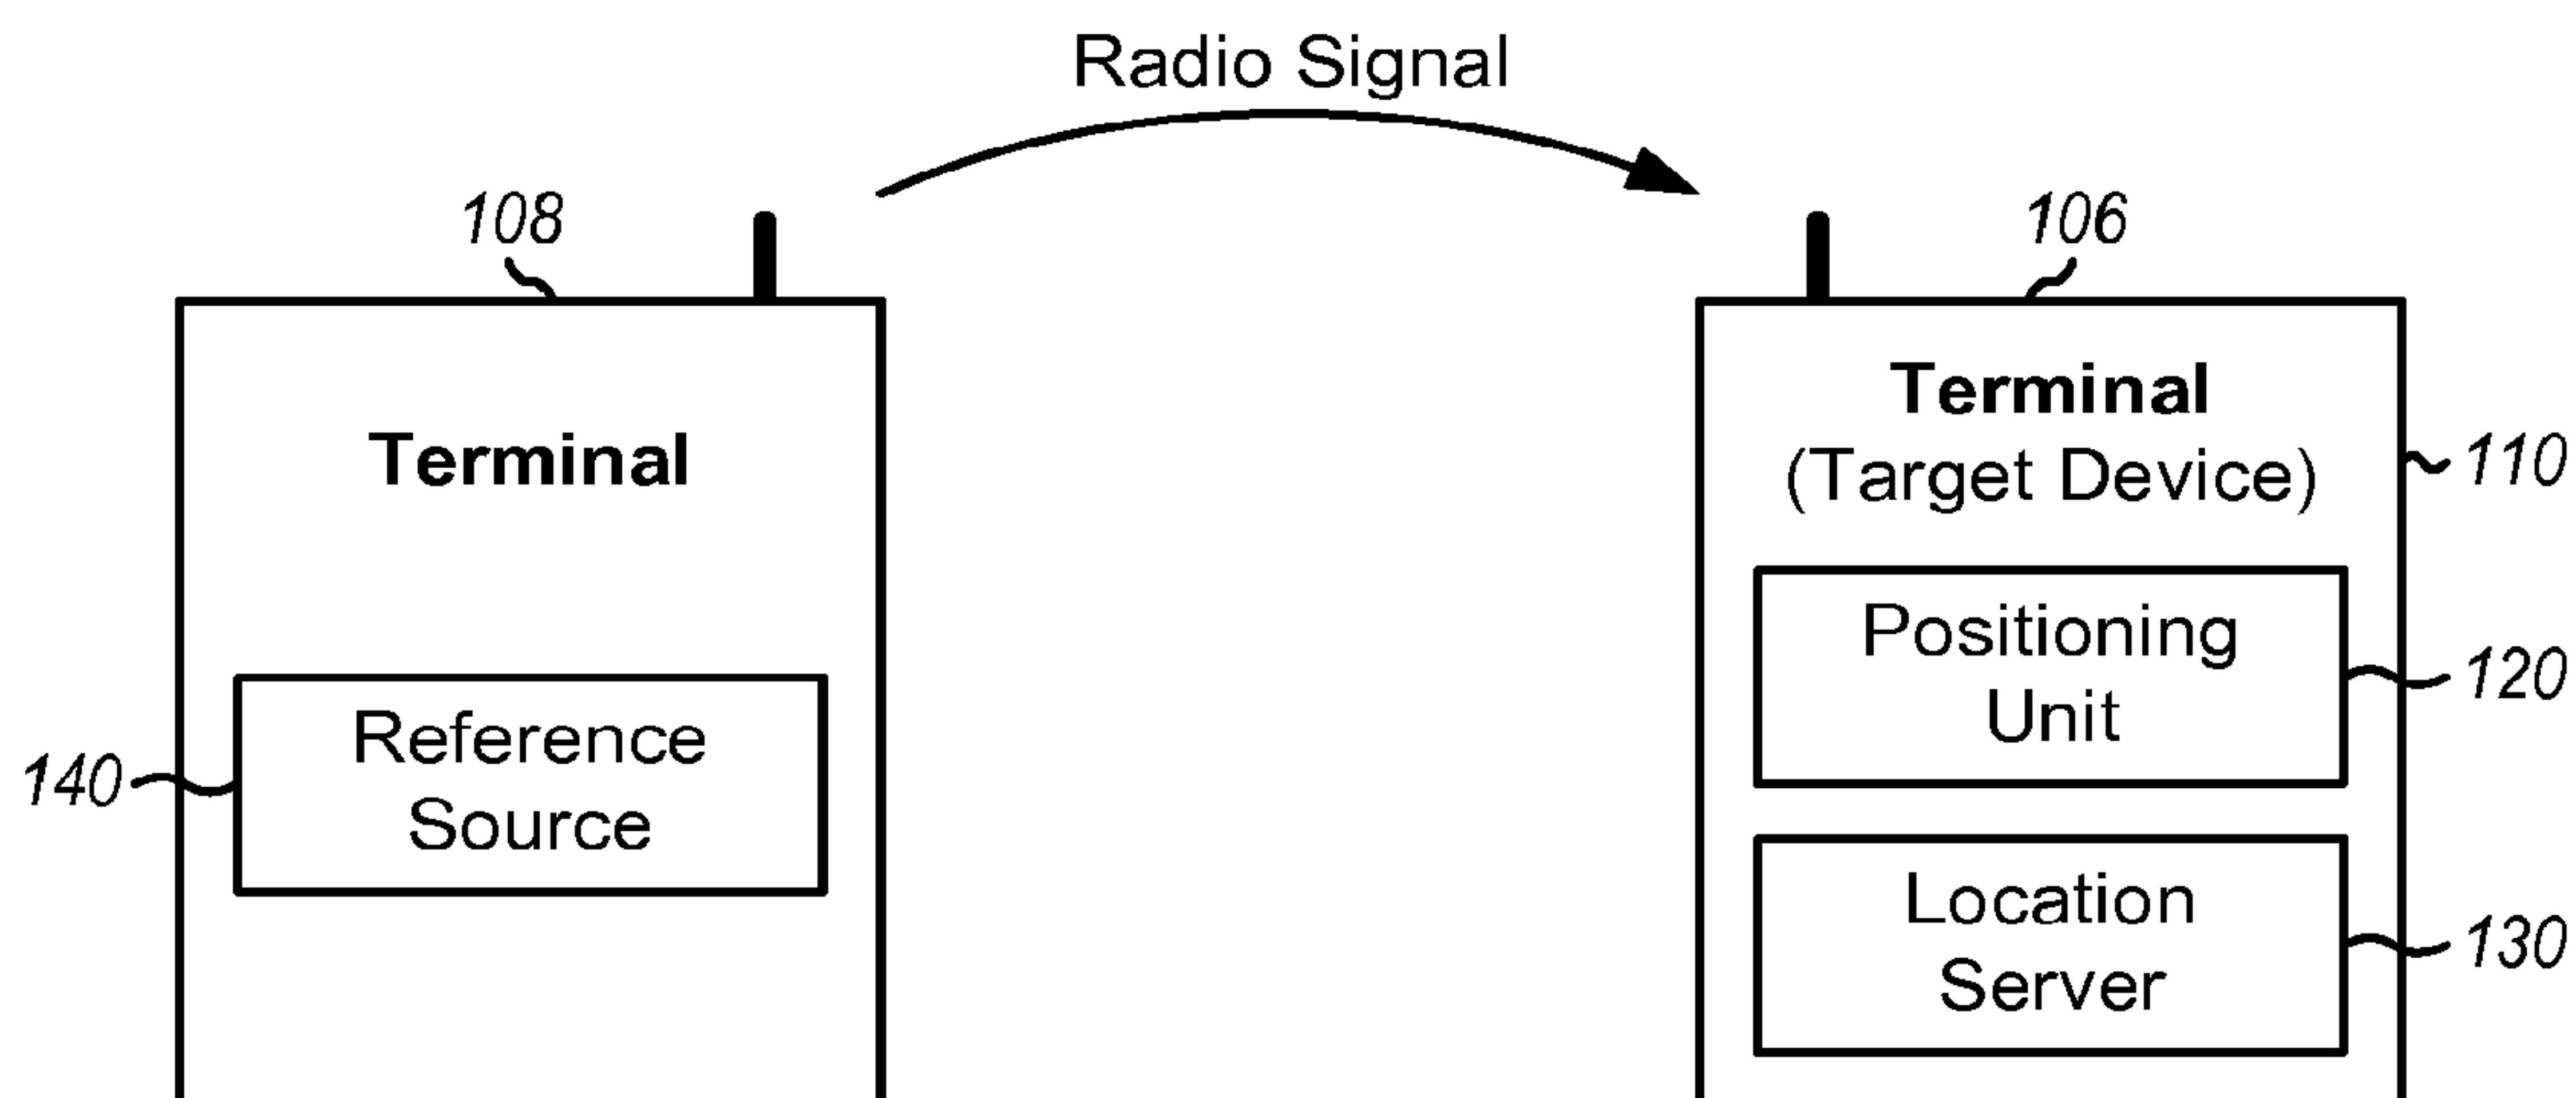 Radio Signal
108
106
Terminal
Terminal
(Target Device)
110
Reference
Source
140
Positioning
Unit
120
Location
Server
130